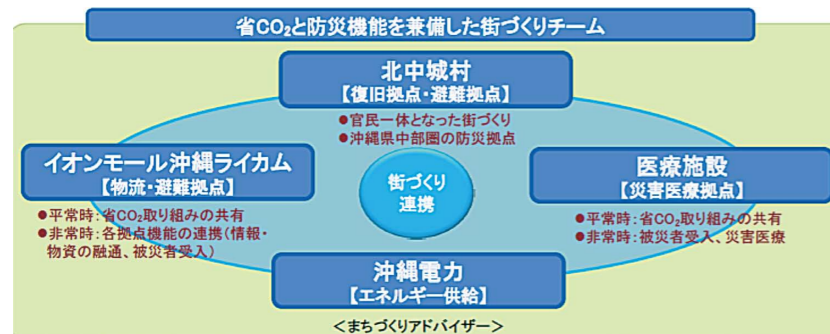 省CO₂と防災機能を兼備した街づくりチーム
北中城村
【復旧拠点・避難拠点】
●官民一体となった街づくり
●沖縄県中部圏の防災拠点
イオンモール沖縄ライカム
【物流・避難拠点】
●平常時：省CO₂取り組みの共有
●非常時：各拠点機能の連携（情報・
物資の融通、被災者受入）
街づくり
連携
医療施設
【災害医療拠点】
●平常時：省CO₂取り組みの共有
●非常時：被災者受入、災害医療
沖縄電力
【エネルギー供給】
＜まちづくりアドバイザー＞